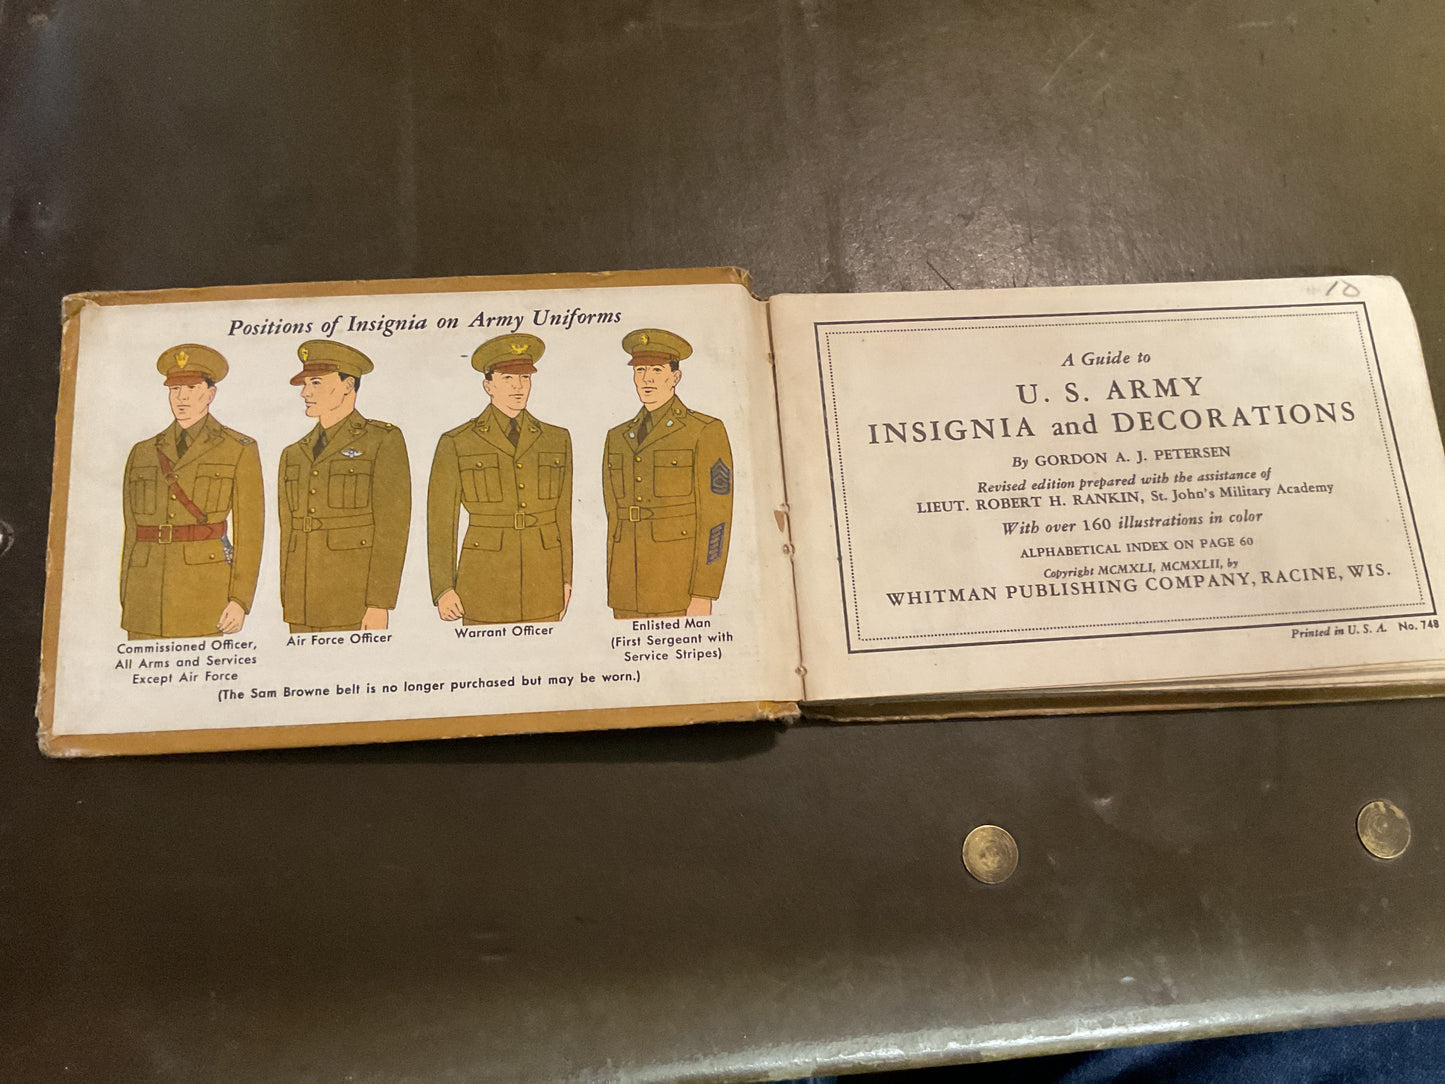 Positions of Insignia on Army Uniforms
Commissioned Officer,
All Arms and Services
Except Air Force
Air Force Officer
Warrant Officer
Enlisted Man
(First Sergeant with
Service Stripes)
(The Sam Browne belt is no longer purchased but may be worn.)
10
A Guide to
U. S. ARMY
INSIGNIA and DECORATIONS
By GORDON A. J. PETERSEN
Revised edition prepared with the assistance of
LIEUT. ROBERT H. RANKIN, St. John's Military Academy
With over 160 illustrations in color
ALPHABETICAL INDEX ON PAGE 60
Copyright MCMXLI, MCMXLII, by
WHITMAN PUBLISHING COMPANY, RACINE, WIS.
Printed in U. S. A. No. 748